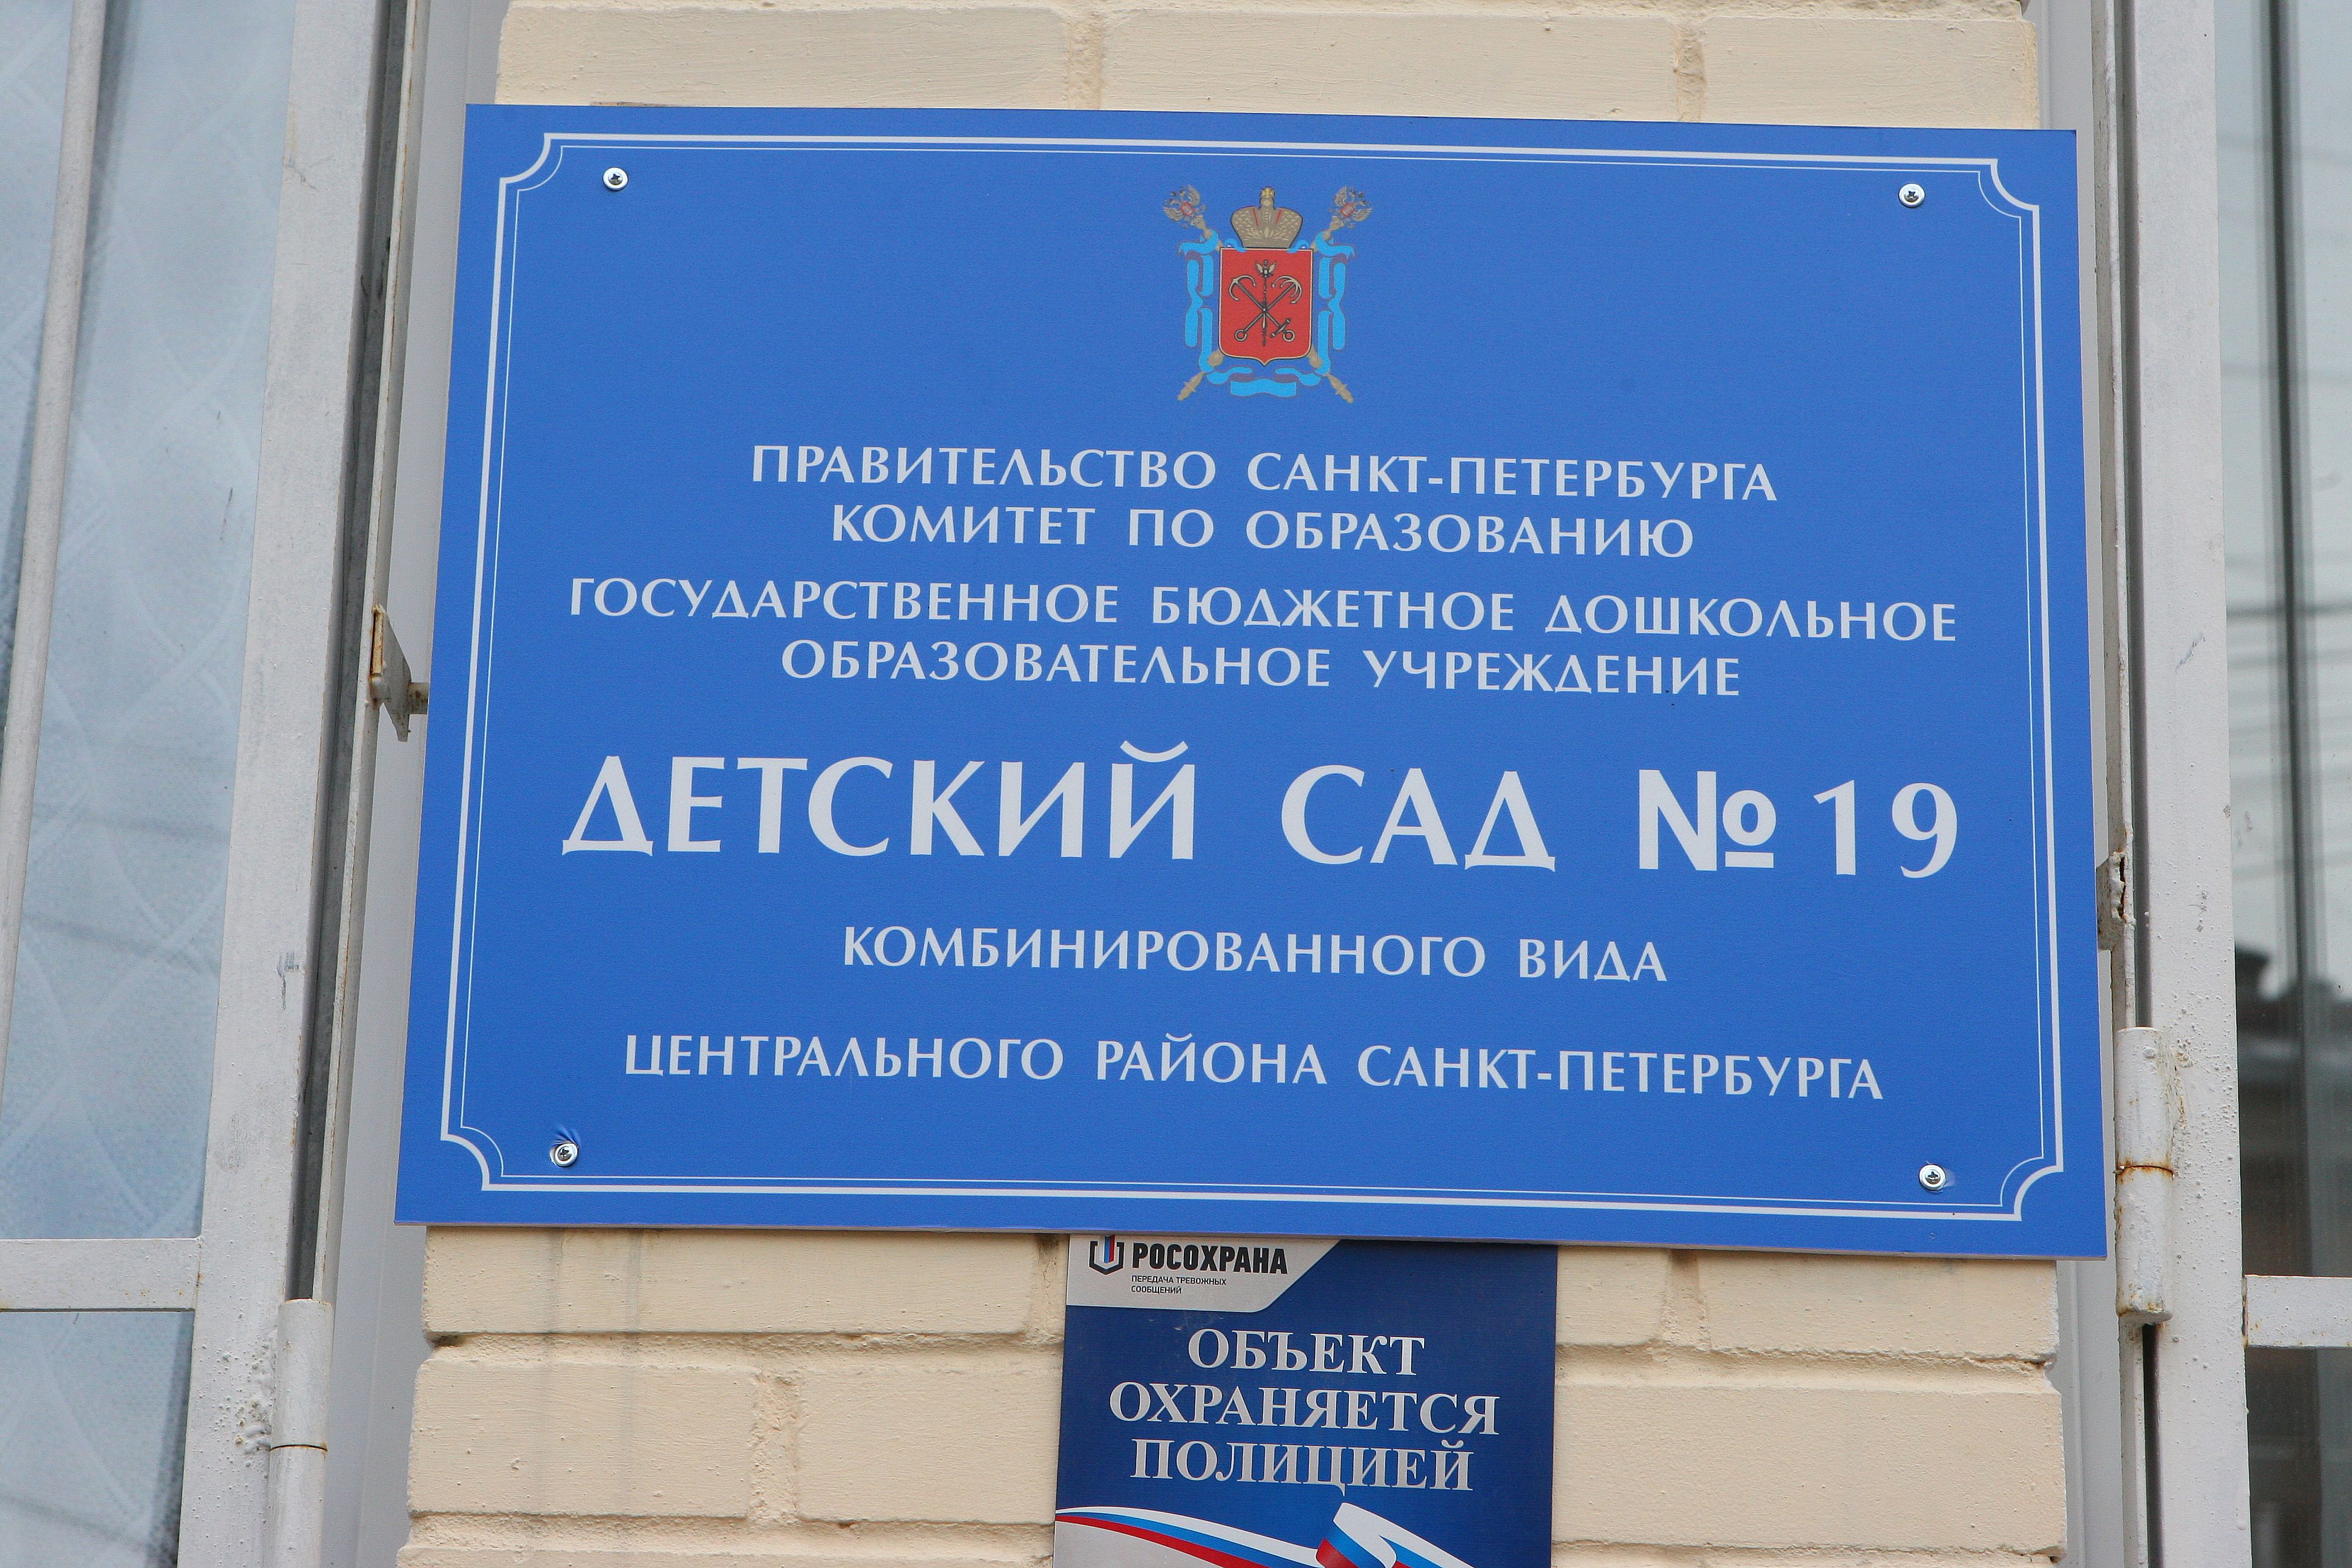 ПРАВИТЕЛЬСТВО САНКТ-ПЕТЕРБУРГА
КОМИТЕТ ПО ОБРАЗОВАНИЮ
ГОСУДАРСТВЕННОЕ БЮДЖЕТНОЕ ДОШКОЛЬНОЕ
ОБРАЗОВАТЕЛЬНОЕ УЧРЕЖДЕНИЕ
ДЕТСКИЙ САД №19
КОМБИНИРОВАННОГО ВИДА
ЦЕНТРАЛЬНОГО РАЙОНА САНКТ-ПЕТЕРБУРГА
РОСОХРАНА
ПЕРЕДАЧА ТРЕВОЖНЫХ
СООБЩЕНИЙ
ОБЪЕКТ
ОХРАНЯЕТСЯ
ПОЛИЦИЕЙ